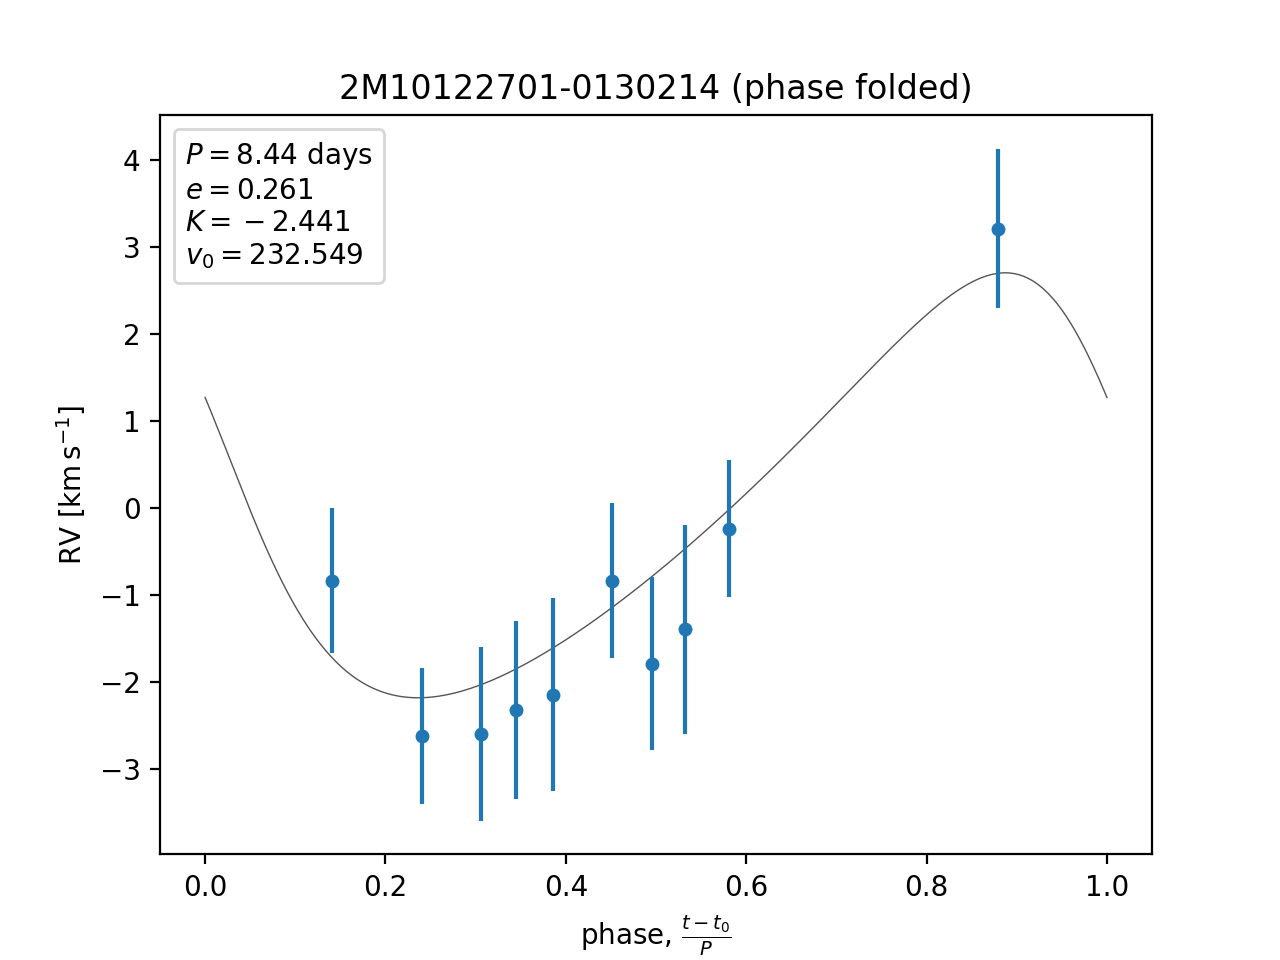 2M10122701-0130214 (phase folded)
P = 8.44 days
e = 0.261
K = −2.441
v₀ = 232.549
4
3
2
1
0
−1
−2
−3
RV [km s⁻¹]
0.0 0.2 0.4 0.6 0.8 1.0
phase, (t − t₀)/P